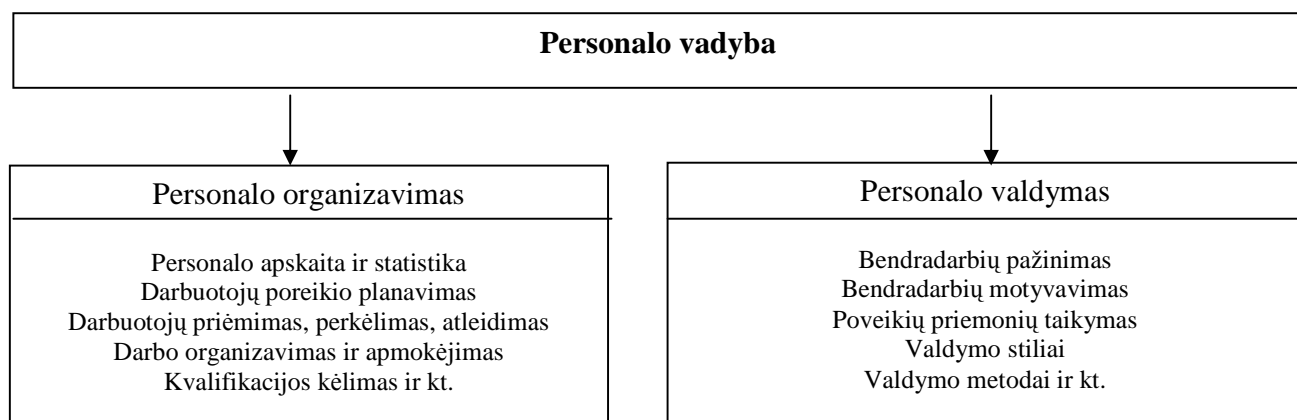 Personalo vadyba
Personalo organizavimas
Personalo apskaita ir statistika
Darbuotojų poreikio planavimas
Darbuotojų priėmimas, perkėlimas, atleidimas
Darbo organizavimas ir apmokėjimas
Kvalifikacijos kėlimas ir kt.
Personalo valdymas
Bendradarbių pažinimas
Bendradarbių motyvavimas
Poveikių priemonių taikymas
Valdymo stiliai
Valdymo metodai ir kt.